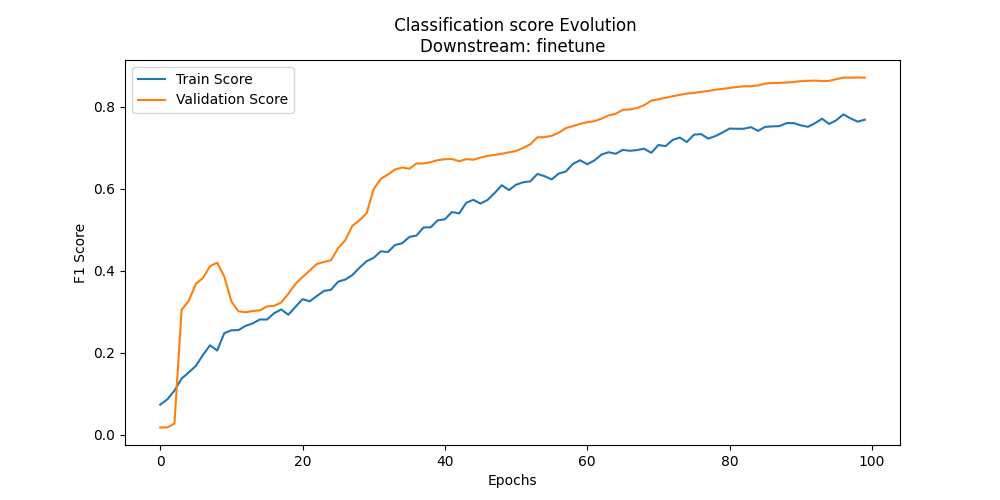 Classification score Evolution
Downstream: finetune
Train Score
Validation Score
F1 Score
0.8
0.6
0.4
0.2
0.0
0 20 40 60 80 100
Epochs